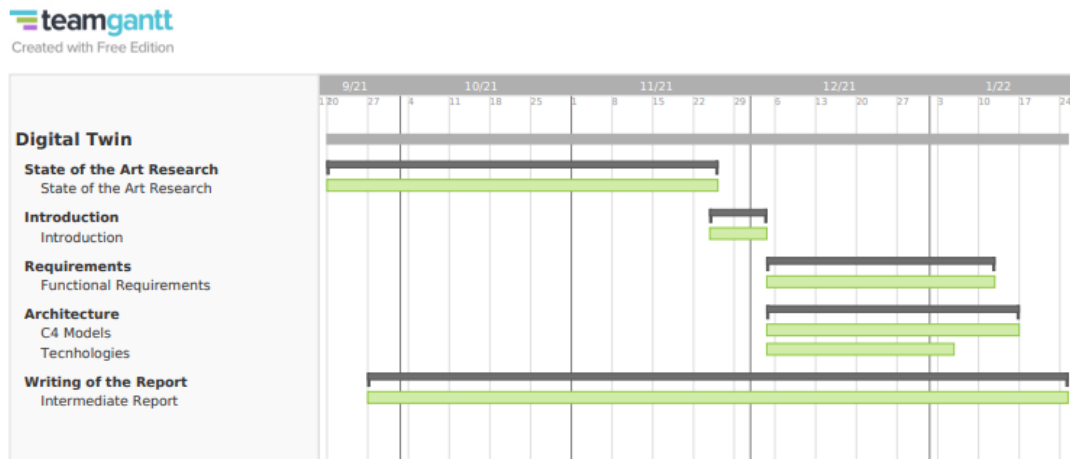 teamgantt
Created with Free Edition
9/21 10/21 11/21 12/21 1/22
20 27 4 11 18 25 1 8 15 22 29 6 13 20 27 3 10 17 24
Digital Twin
State of the Art Research
State of the Art Research
Introduction
Introduction
Requirements
Functional Requirements
Architecture
C4 Models
Tecnhologies
Writing of the Report
Intermediate Report